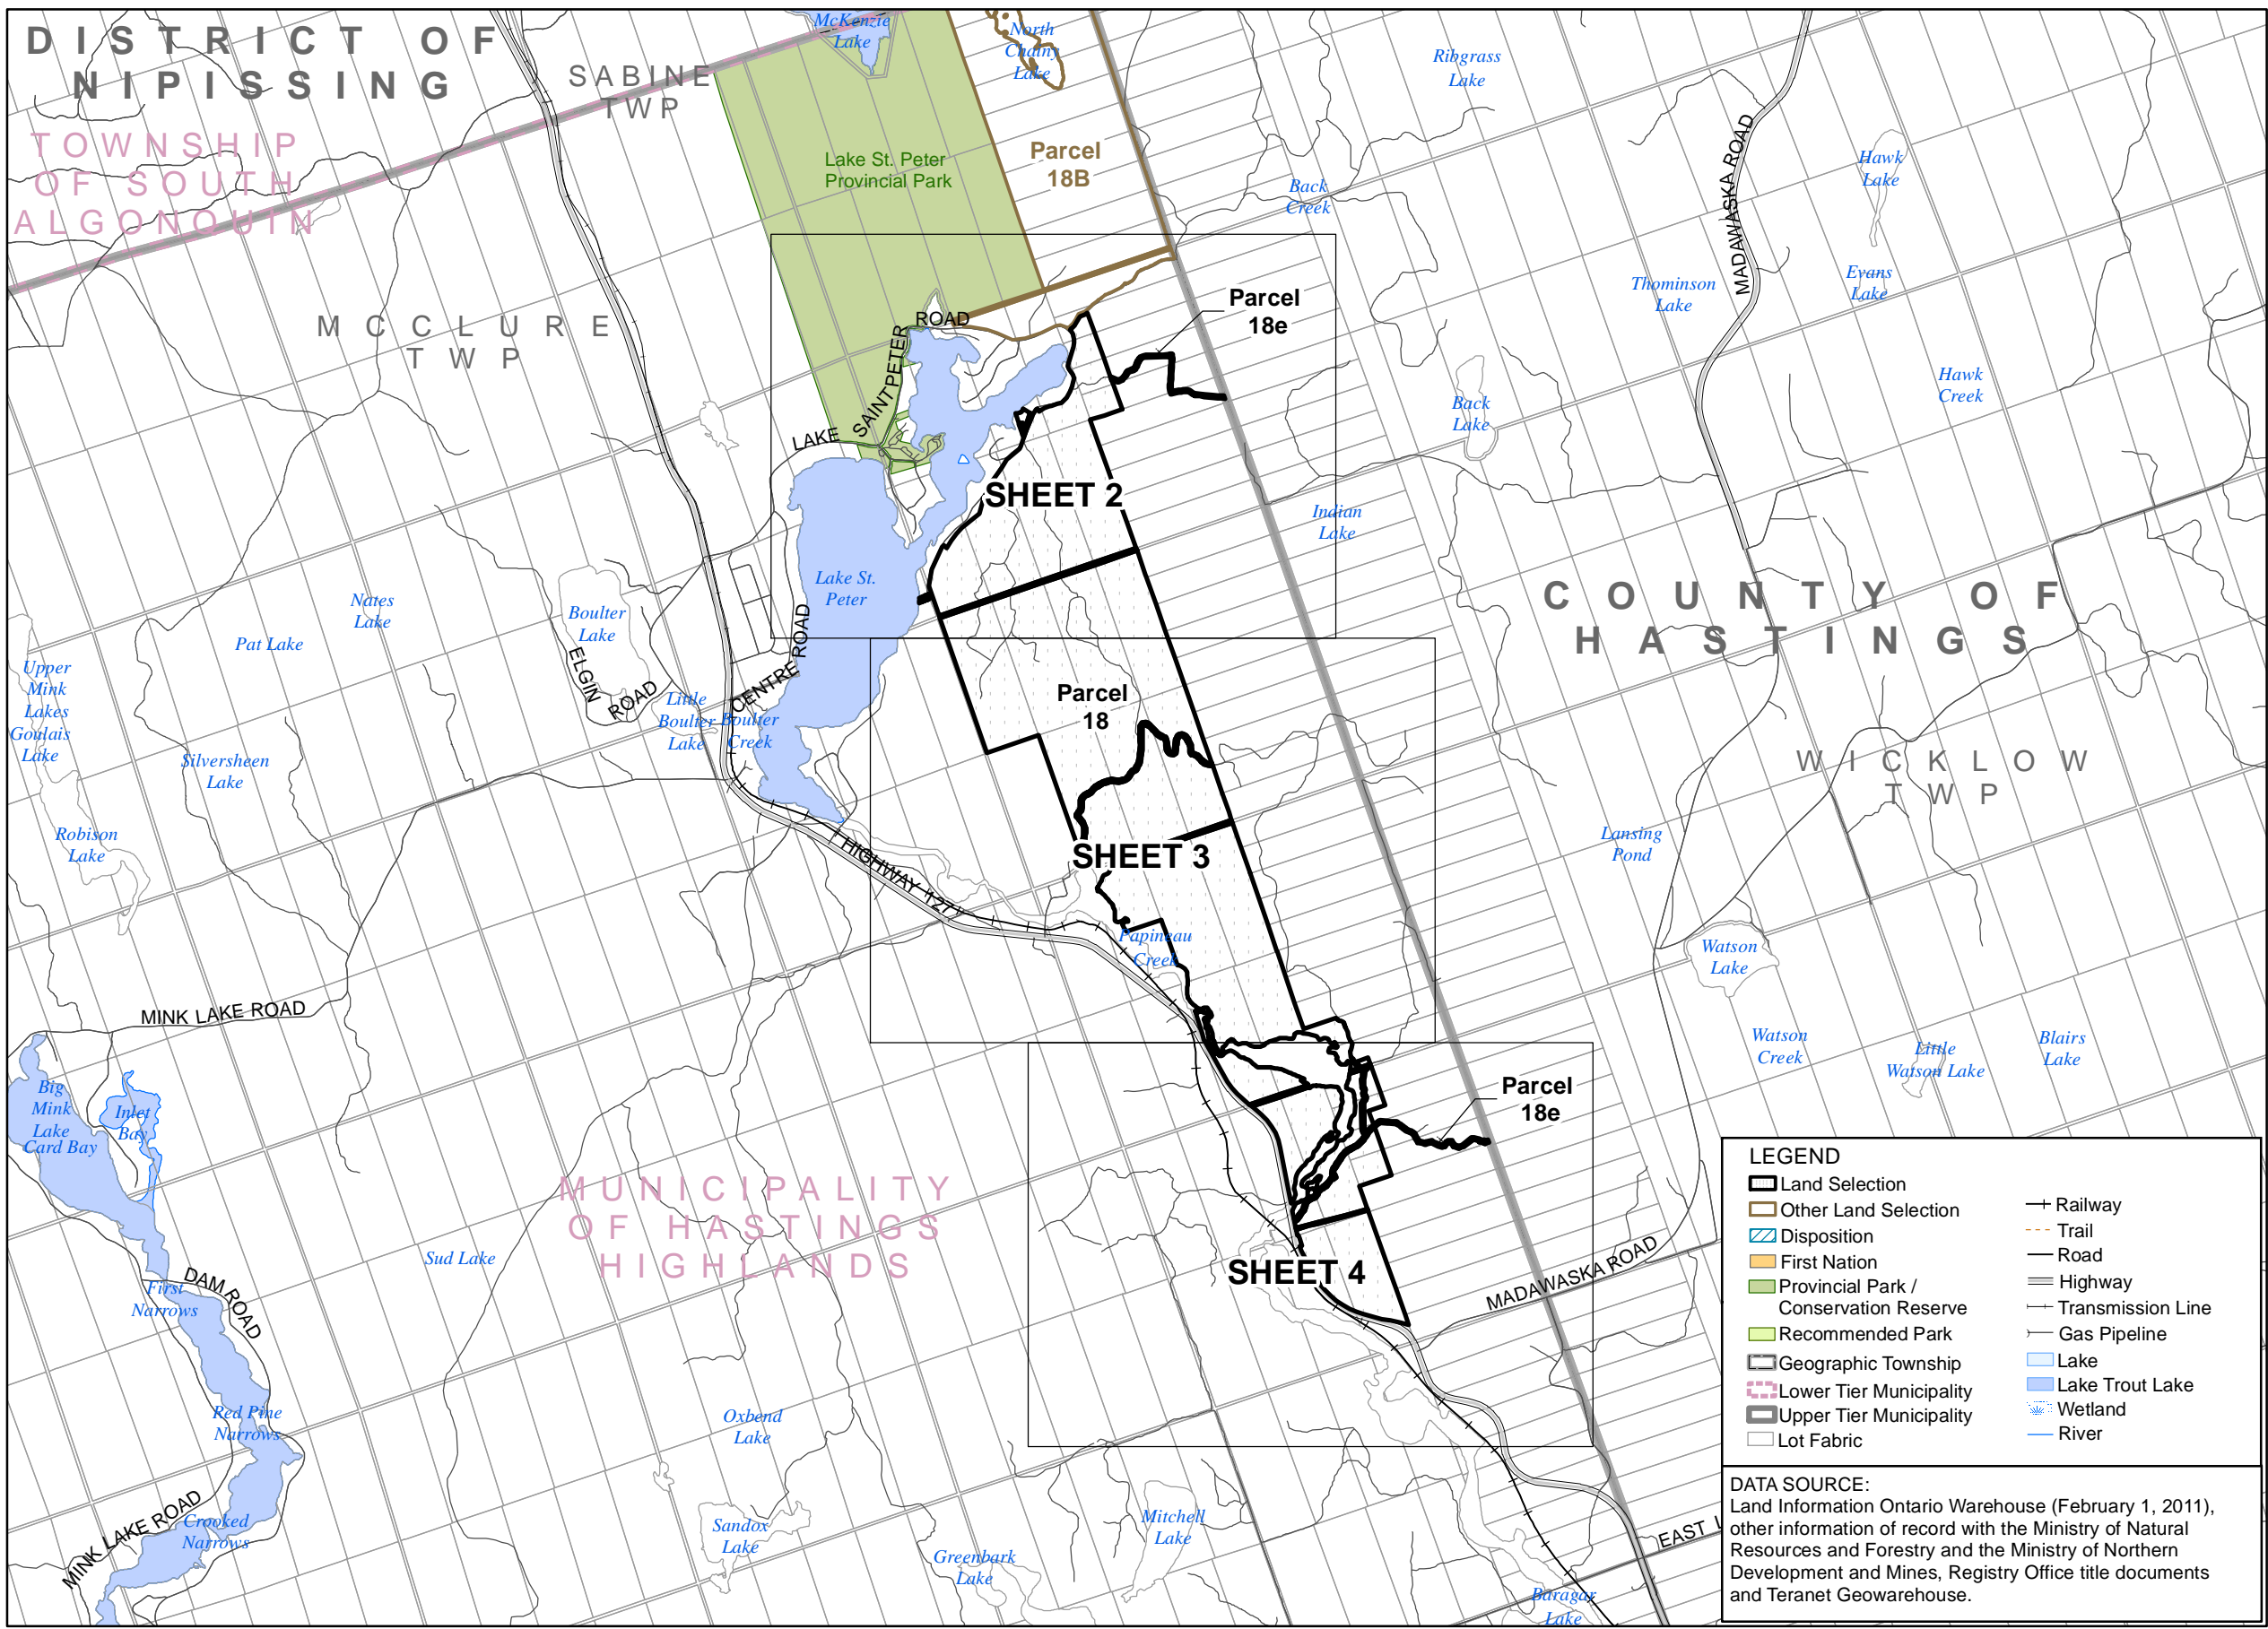 DISTRICT OF
NIPISSING
SABINE
TWP
McKenzie
Lake
North
Chainy
Lake
Ribgrass
Lake
TOWNSHIP
OF SOUTH
ALGONQUIN
Lake St. Peter
Provincial Park
Parcel
18B
Back
Creek
MADAWASKA ROAD
Hawk
Lake
Thominson
Lake
Evans
Lake
MCCLURE
TWP
Parcel
18e
LAKE
SAINT
PETER
ROAD
Back
Lake
Hawk
Creek
SHEET 2
Indian
Lake
Lake St.
Peter
Nates
Lake
Boulter
Lake
Pat Lake
COUNTY OF
HASTINGS
Upper
Mink
Lakes
Goulais
Lake
ELGIN
ROAD
CENTRE
ROAD
Little
Boulter
Lake
Boulter
Creek
Parcel
18
Silversheen
Lake
WICKLOW
TWP
Robison
Lake
HIGHWAY 127
SHEET 3
Lansing
Pond
Papineau
Creek
Watson
Lake
MINK LAKE ROAD
Watson
Creek
Little
Watson Lake
Blairs
Lake
Big
Mink
Lake
Card Bay
Inlet
Bay
Parcel
18e
MUNICIPALITY
OF HASTINGS
HIGHLANDS
Sud Lake
SHEET 4
MADAWASKA ROAD
First
Narrows
DAM ROAD
Red Pine
Narrows
Oxbend
Lake
Crooked
Narrows
MINK LAKE ROAD
Sandox
Lake
Mitchell
Lake
Greenbark
Lake
EAST L
Baragar
Lake
LEGEND
Land Selection
Other Land Selection
Disposition
First Nation
Provincial Park /
Conservation Reserve
Recommended Park
Geographic Township
Lower Tier Municipality
Upper Tier Municipality
Lot Fabric
Railway
Trail
Road
Highway
Transmission Line
Gas Pipeline
Lake
Lake Trout Lake
Wetland
River
DATA SOURCE:
Land Information Ontario Warehouse (February 1, 2011),
other information of record with the Ministry of Natural
Resources and Forestry and the Ministry of Northern
Development and Mines, Registry Office title documents
and Teranet Geowarehouse.